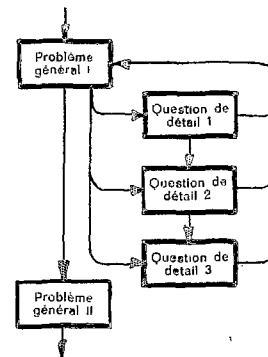 Problème
général I
Question de
détail 1
Question de
détail 2
Question de
détail 3
Problème
général II